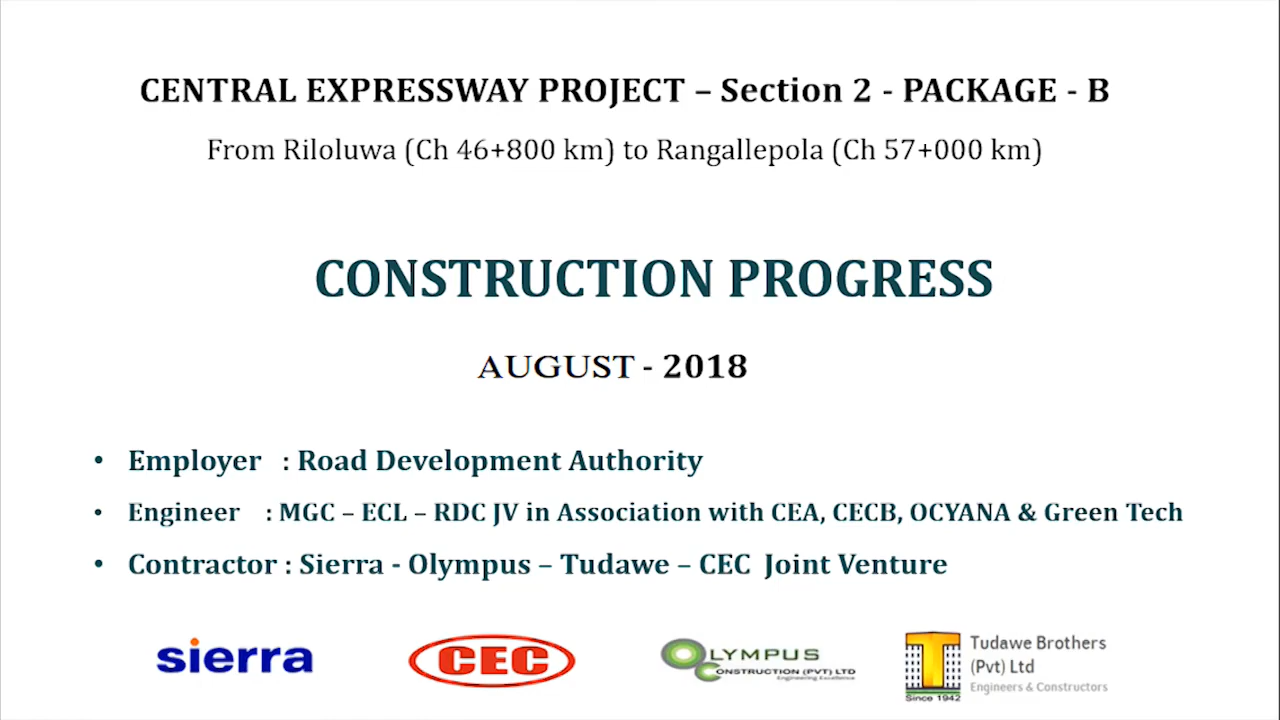 CENTRAL EXPRESSWAY PROJECT – Section 2 - PACKAGE - B
From Riloluwa (Ch 46+800 km) to Rangallepola (Ch 57+000 km)
CONSTRUCTION PROGRESS
AUGUST - 2018
• Employer : Road Development Authority
• Engineer : MGC – ECL – RDC JV in Association with CEA, CECB, OCYANA & Green Tech
• Contractor : Sierra - Olympus – Tudawe – CEC Joint Venture
sierra
CEC
OLYMPUS
CONSTRUCTION (PVT) LTD
Engineering Excellence
Since 1942
Tudawe Brothers
(Pvt) Ltd
Engineers & Constructors